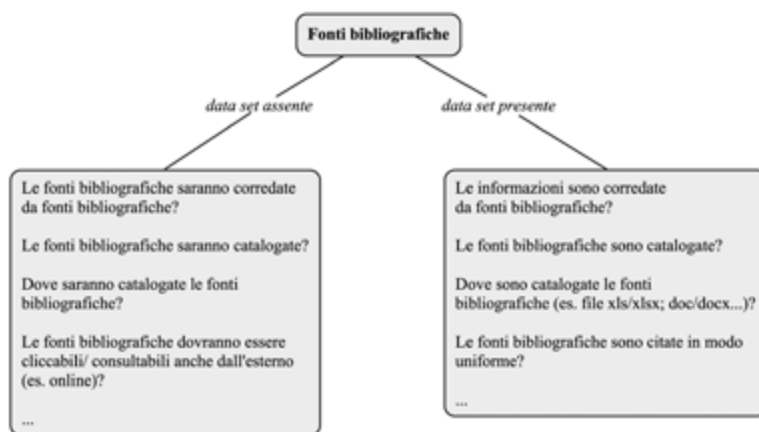 Fonti bibliografiche
data set assente
data set presente
Le fonti bibliografiche saranno corredate
da fonti bibliografiche?
Le fonti bibliografiche saranno catalogate?
Dove saranno catalogate le fonti
bibliografiche?
Le fonti bibliografiche dovranno essere
cliccabili/ consultabili anche dall'esterno
(es. online)?
...
Le informazioni sono corredate
da fonti bibliografiche?
Le fonti bibliografiche sono catalogate?
Dove sono catalogate le fonti
bibliografiche (es. file xls/xlsx; doc/docx...)?
Le fonti bibliografiche sono citate in modo
uniforme?
...